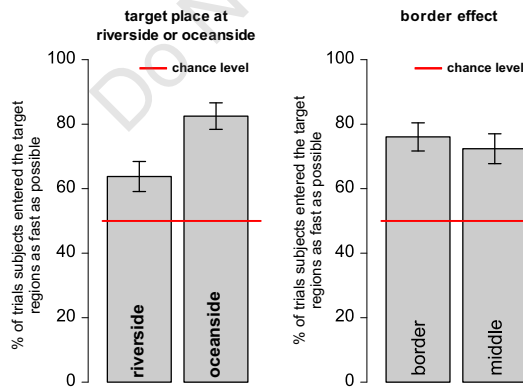 target place at
riverside or oceanside
% of trials subjects entered the target
regions as fast as possible
100
80
60
40
20
0
chance level
riverside
oceanside
border effect
% of trials subjects entered the target
regions as fast as possible
100
80
60
40
20
0
chance level
border
middle
Do N